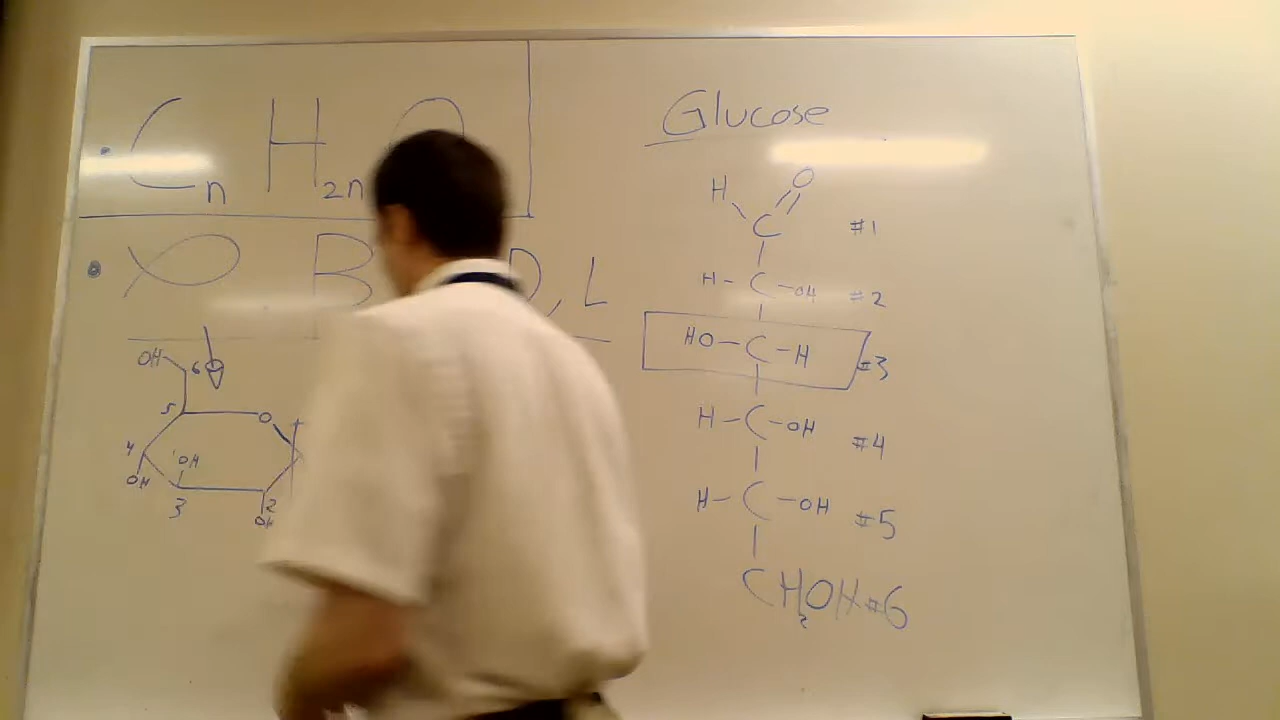 • Cn H2n O
• α B D, L
OH 6
5 O
4 OH
OH
3 2
OH
Glucose
H O
C #1
H-C-OH #2
HO-C-H #3
H-C-OH #4
H-C-OH #5
CH2OH #6